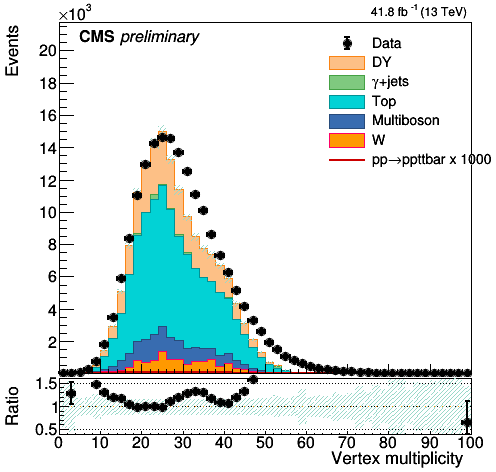 ×10³
41.8 fb⁻¹ (13 TeV)
CMS preliminary
Events
20
18
16
14
12
10
8
6
4
2
0
Data
DY
γ+jets
Top
Multiboson
W
pp→ppttbar x 1000
Ratio
1.5
1
0.5
0 10 20 30 40 50 60 70 80 90 100
Vertex multiplicity